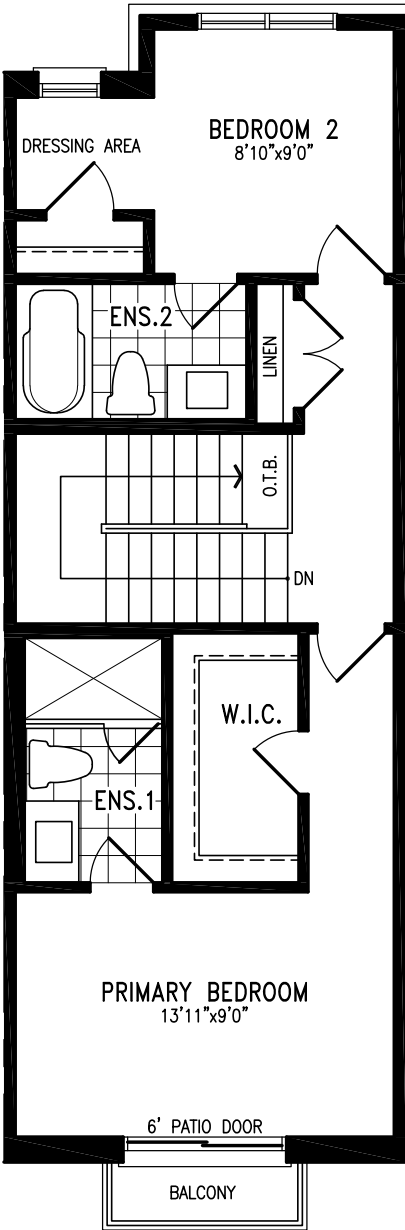 BEDROOM 2
8'10"x9'0"
DRESSING AREA
ENS.2
LINEN
O.T.B.
DN
W.I.C.
ENS.1
PRIMARY BEDROOM
13'11"x9'0"
6' PATIO DOOR
BALCONY